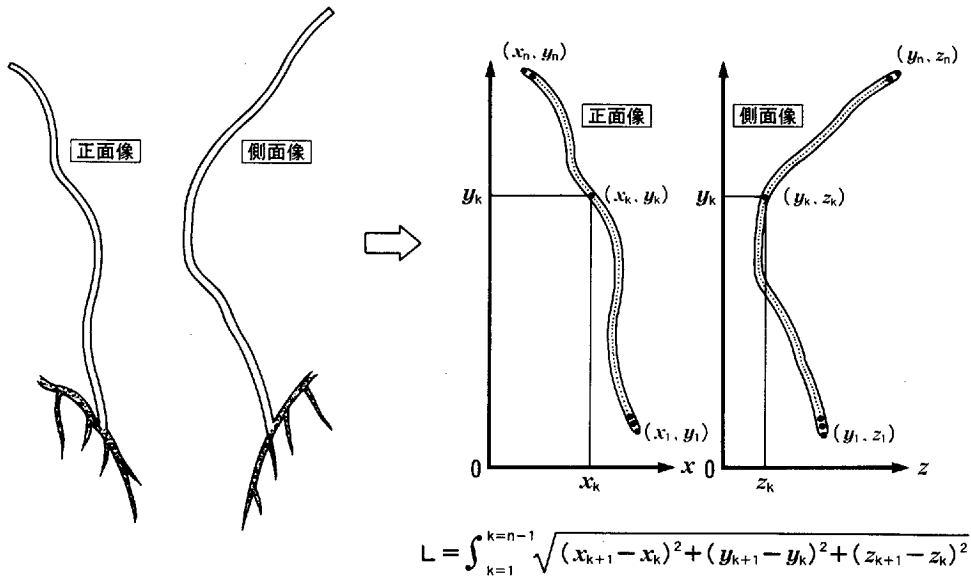 正面像
側面像
(xn, yn)
正面像
yk
(xk, yk)
(x1, y1)
0
xk
x
(yn, zn)
側面像
yk
(yk, zk)
(y1, z1)
0
zk
z
L=∫k=1k=n-1√(xk+1−xk)²+(yk+1−yk)²+(zk+1−zk)²